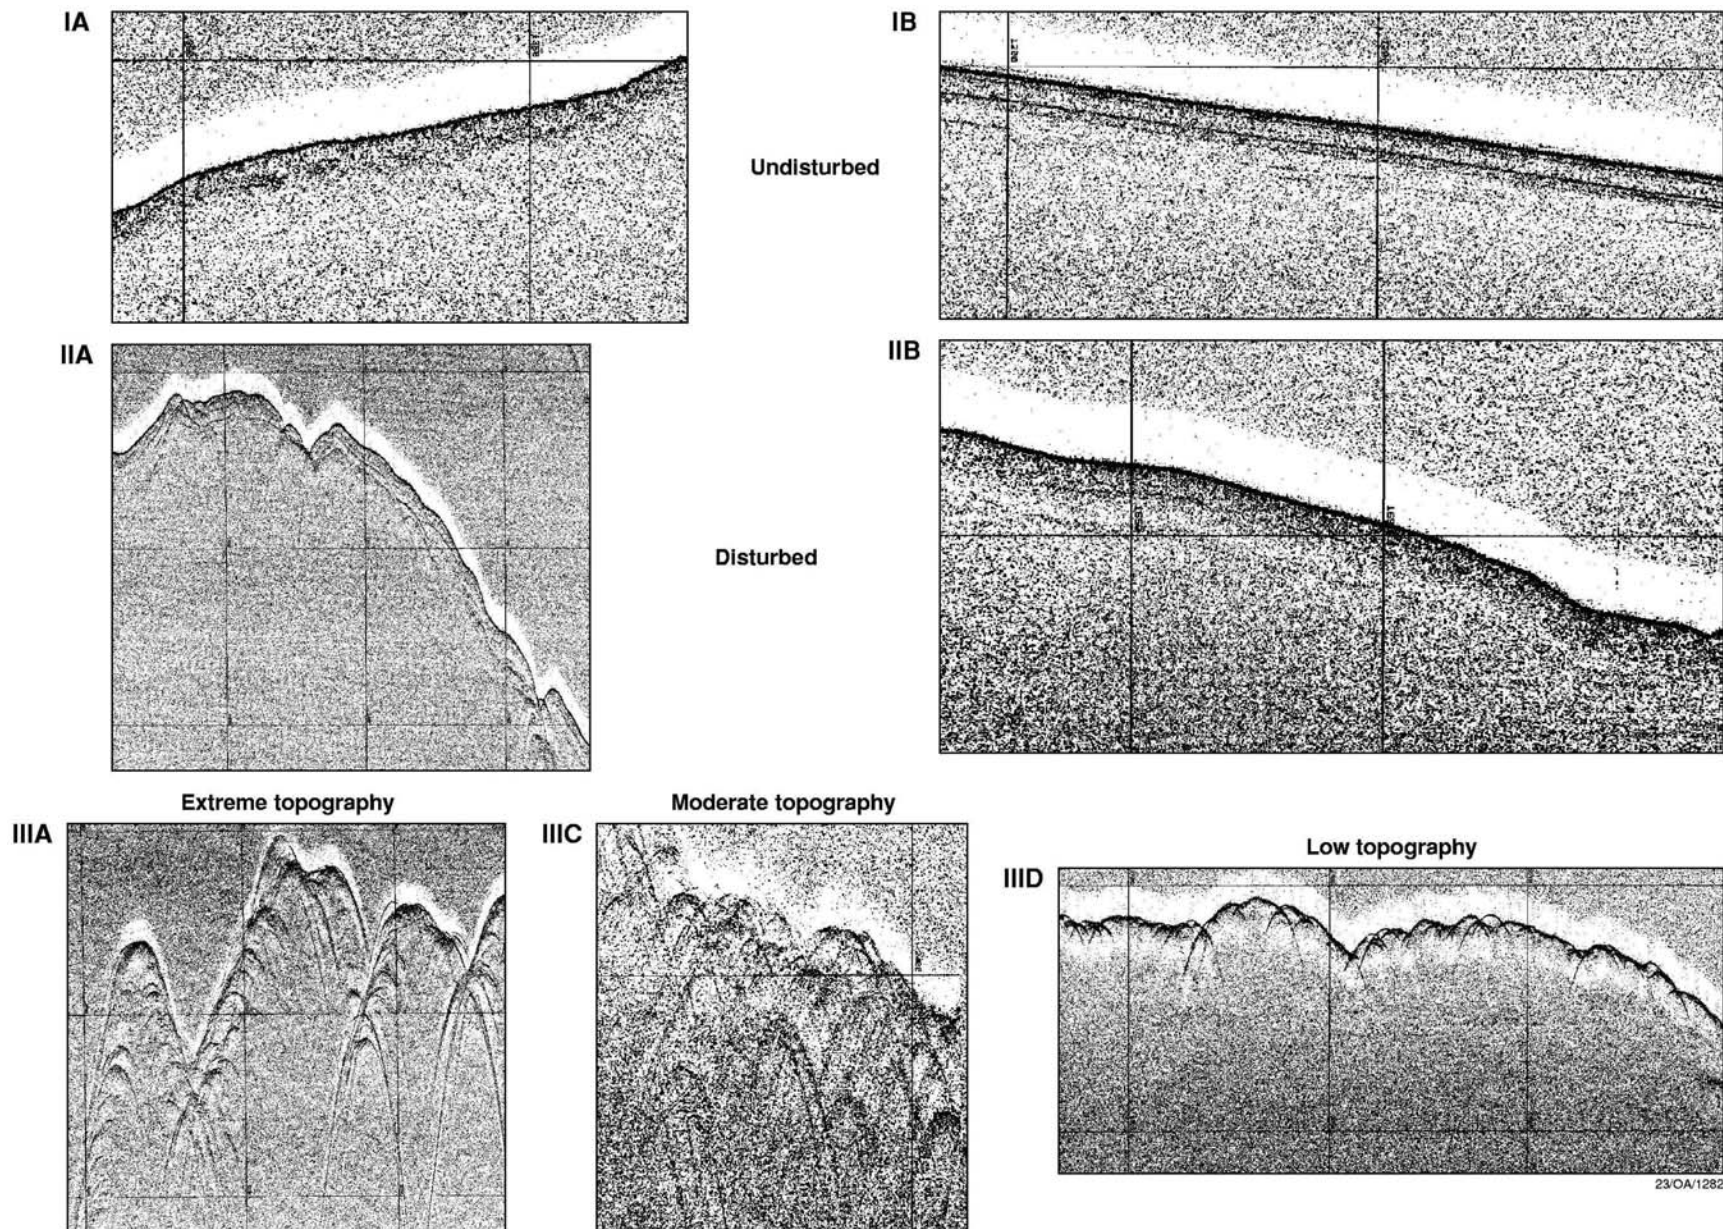 IA
IB
Undisturbed
IIA
IIB
Disturbed
Extreme topography
Moderate topography
IIIA
IIIC
Low topography
IIID
23/OA/1282